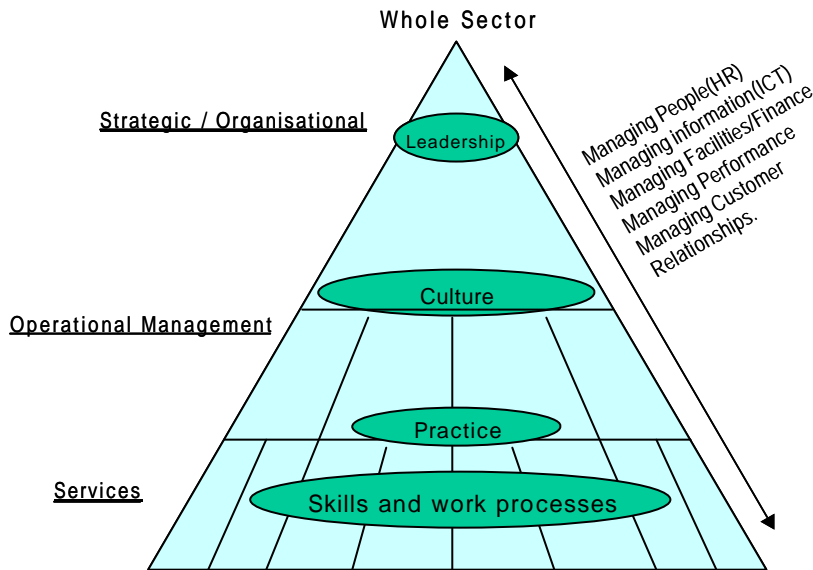 Whole Sector
Strategic / Organisational
Leadership
Managing People(HR)
Managing information(ICT)
Managing Facilities/Finance
Managing Performance
Managing Customer
Relationships.
Culture
Operational Management
Practice
Services
Skills and work processes